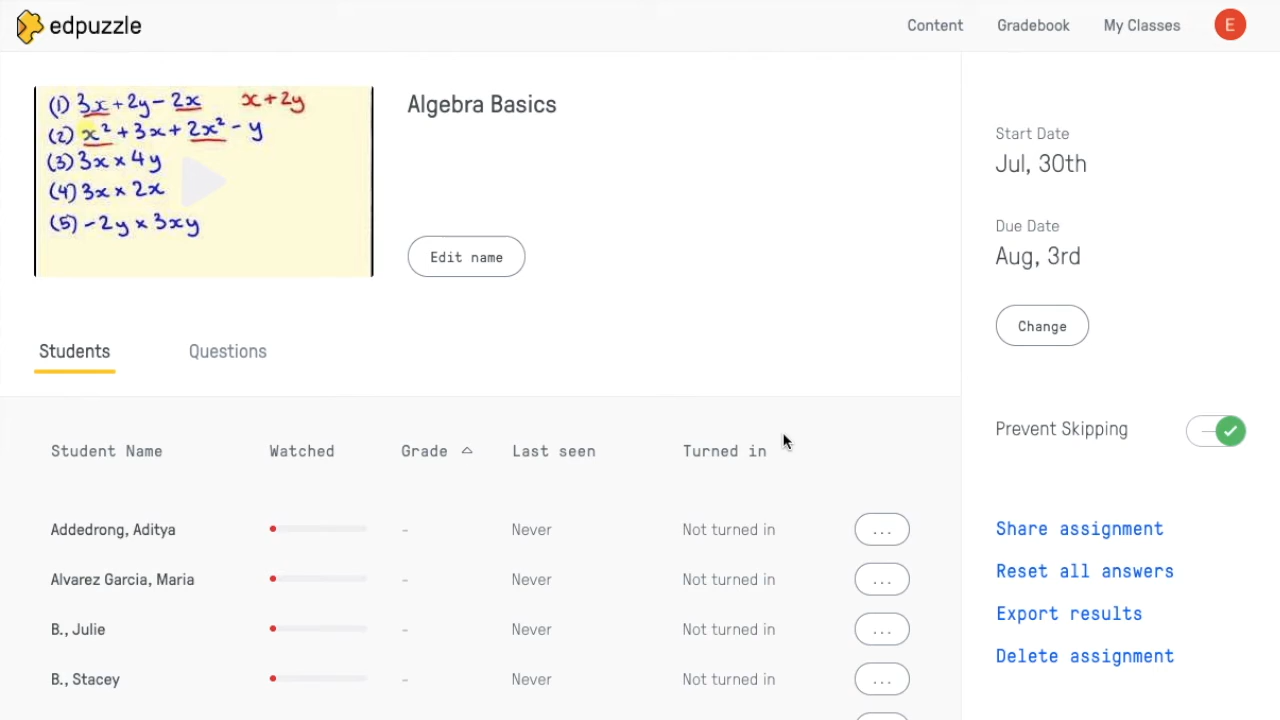 edpuzzle
Content Gradebook My Classes E
(1) 3x + 2y - 2x x + 2y
(2) x² + 3x + 2x² - y
(3) 3x × 4y
(4) 3x × 2x
(5) -2y × 3xy
Algebra Basics
Edit name
Start Date
Jul, 30th
Due Date
Aug, 3rd
Change
Students Questions
Prevent Skipping
Student Name Watched Grade Last seen Turned in
Addedrong, Aditya - Never Not turned in ...
Alvarez Garcia, Maria - Never Not turned in ...
B., Julie - Never Not turned in ...
B., Stacey - Never Not turned in ...
Share assignment
Reset all answers
Export results
Delete assignment